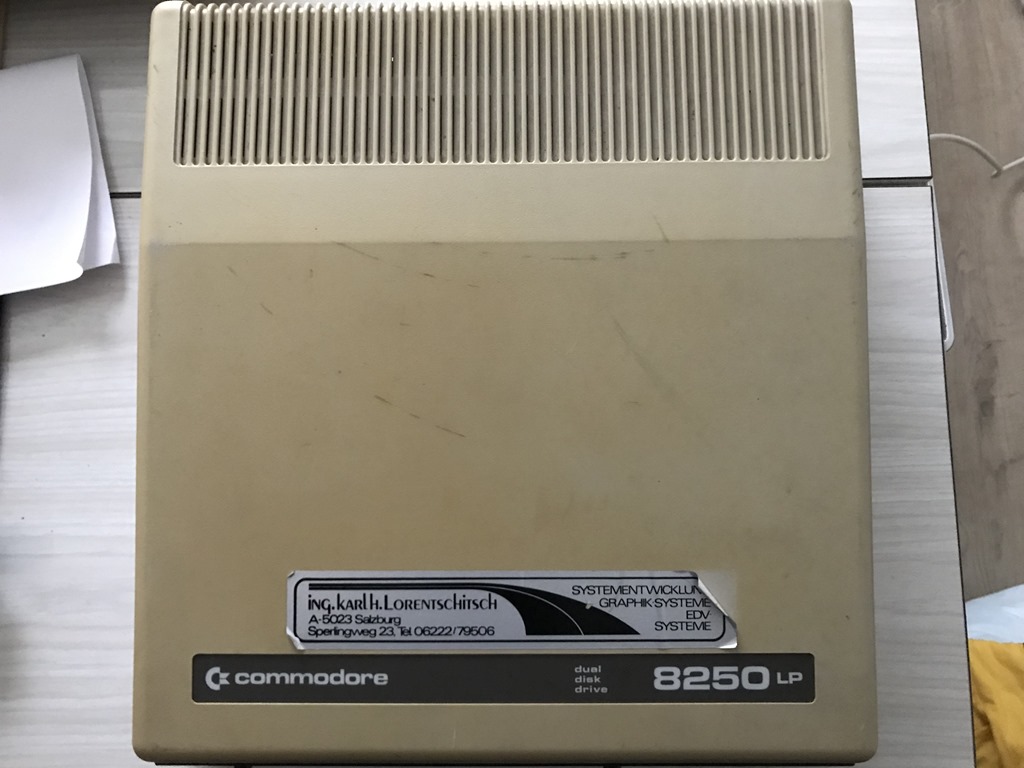 ing. karl h. Lorentschitsch
A-5023 Salzburg
Sperlingweg 23, Tel. 06222/79506
SYSTEMENTWICKLUN
GRAPHIK-SYSTEME
EDV-
SYSTEME
commodore
dual
disk
drive
8250 LP